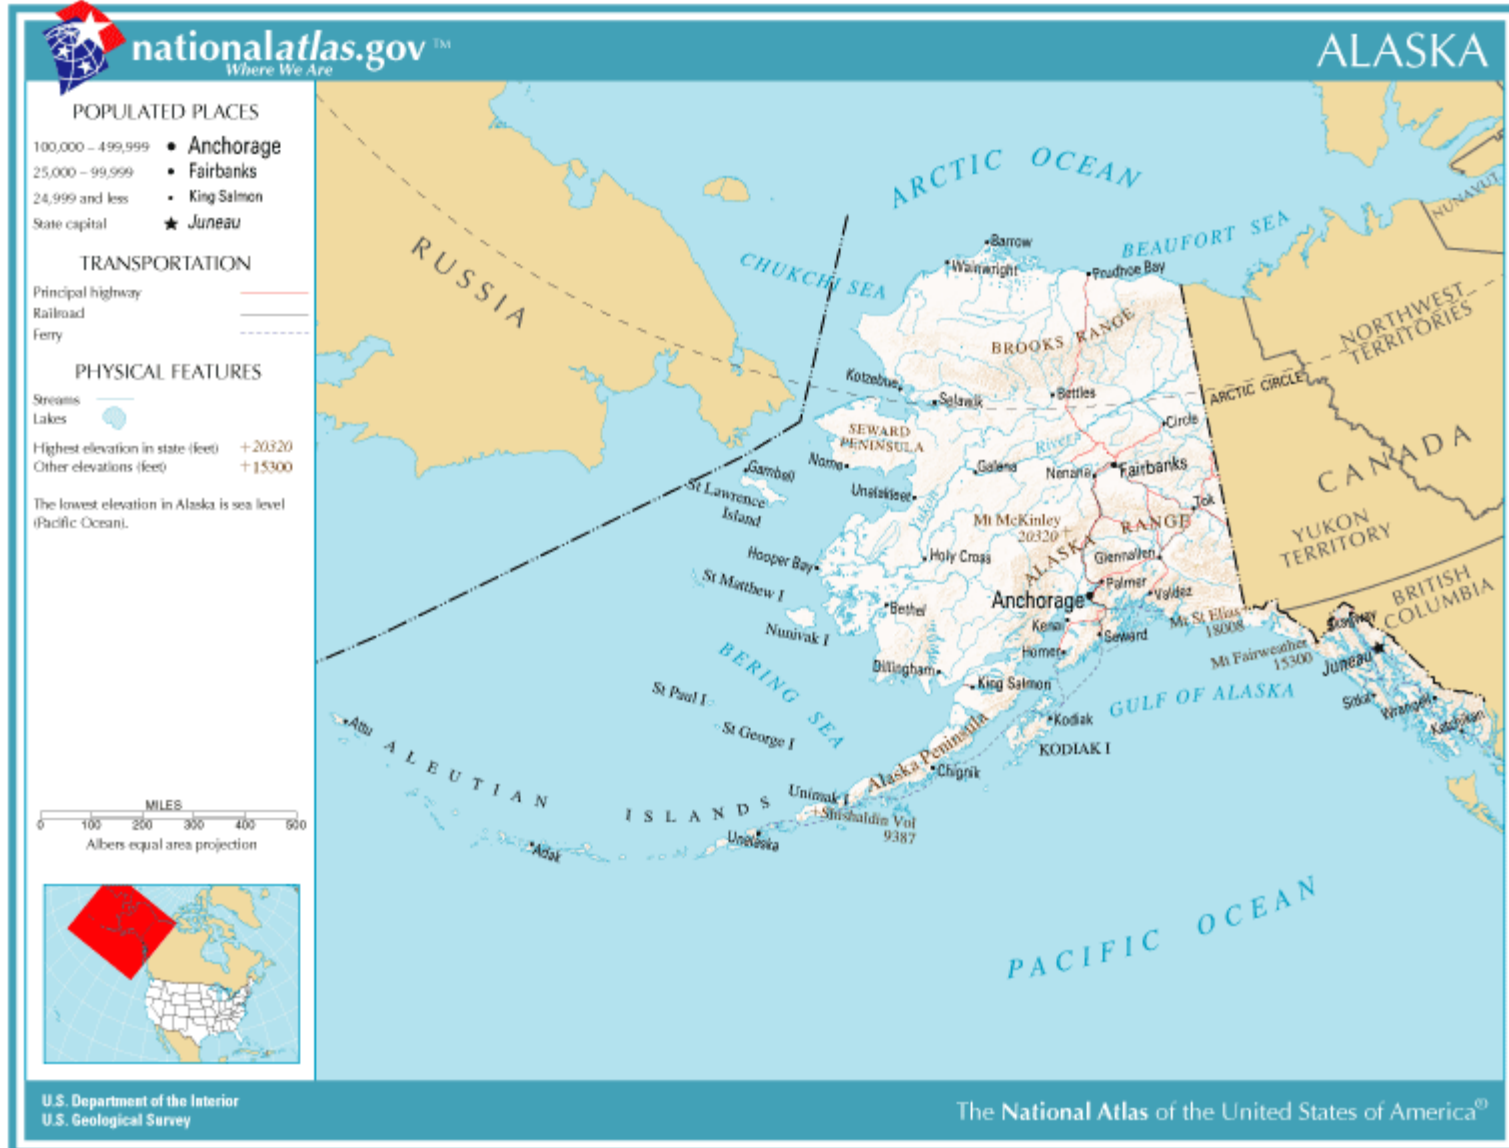 nationalatlas.gov™
Where We Are
ALASKA
POPULATED PLACES
100,000 – 499,999 Anchorage
25,000 – 99,999 Fairbanks
24,999 and less King Salmon
State capital Juneau
TRANSPORTATION
Principal highway
Railroad
Ferry
PHYSICAL FEATURES
Streams
Lakes
Highest elevation in state (feet) +20320
Other elevations (feet) +15300
The lowest elevation in Alaska is sea level
(Pacific Ocean).
MILES
0 100 200 300 400 500
Albers equal area projection
ARCTIC OCEAN
RUSSIA
CHUKCHI SEA
BEAUFORT SEA
NUNAVUT
Barrow
Wainwright
Prudhoe Bay
BROOKS RANGE
NORTHWEST
TERRITORIES
ARCTIC CIRCLE
Kotzebue
Selawik
Bettles
Circle
SEWARD
PENINSULA
River
Nome
Galena
Nenana
Fairbanks
CANADA
Gambell
St Lawrence
Island
Unalakleet
Yukon
Tok
Mt McKinley
20320+
ALASKA RANGE
YUKON
TERRITORY
Hooper Bay
Holy Cross
Glennallen
St Matthew I
Palmer
Valdez
Anchorage
BRITISH
COLUMBIA
Bethel
Kenai
Seward
Mt St Elias
18008
Skagway
Nunivak I
Homer
Mt Fairweather
15300
Juneau
BERING SEA
Dillingham
King Salmon
GULF OF ALASKA
Sitka
Wrangell
Ketchikan
St Paul I
St George I
Kodiak
KODIAK I
Attu
Alaska Peninsula
Chignik
ALEUTIAN ISLANDS
Unimak I
+Shishaldin Vol
9387
Unalaska
Adak
PACIFIC OCEAN
U.S. Department of the Interior
U.S. Geological Survey
The National Atlas of the United States of America®